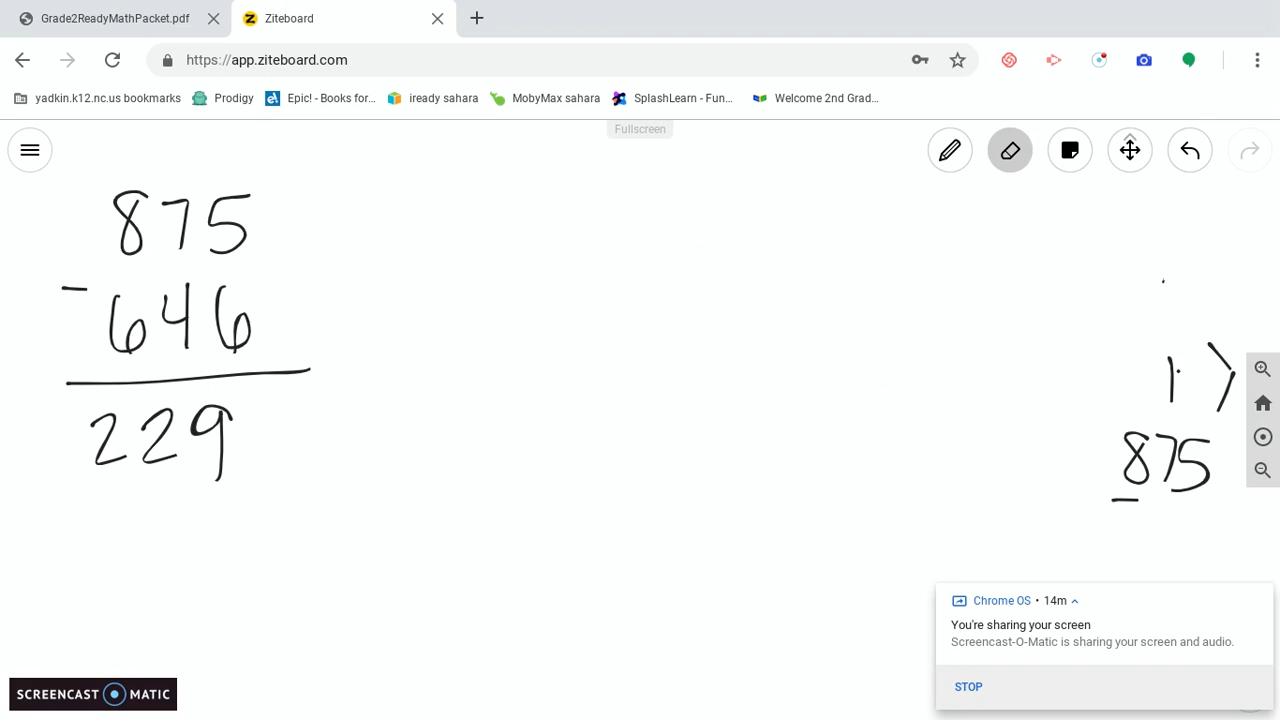 Grade2ReadyMathPacket.pdf
Ziteboard
https://app.ziteboard.com
yadkin.k12.nc.us bookmarks
Prodigy
Epic! - Books for...
iready sahara
MobyMax sahara
SplashLearn - Fun...
Welcome 2nd Grad...
Fullscreen
875
- 646
229
875
Chrome OS • 14m
You're sharing your screen
Screencast-O-Matic is sharing your screen and audio.
STOP
SCREENCAST MATIC